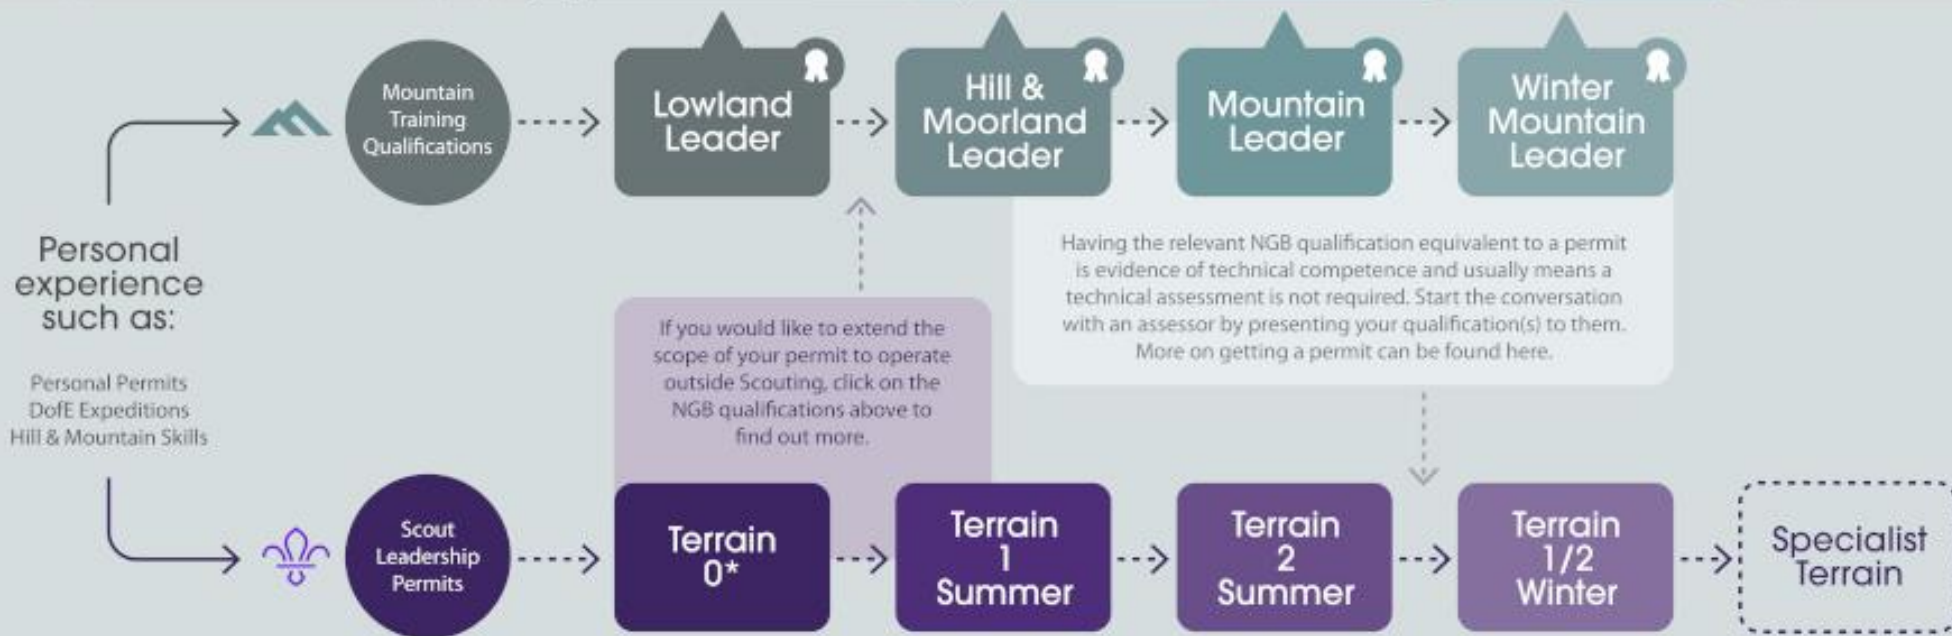 Mountain
Training
Qualifications
Lowland
Leader
Hill &
Moorland
Leader
Mountain
Leader
Winter
Mountain
Leader
Personal
experience
such as:
Personal Permits
DofE Expeditions
Hill & Mountain Skills
If you would like to extend the
scope of your permit to operate
outside Scouting, click on the
NGB qualifications above to
find out more.
Having the relevant NGB qualification equivalent to a permit
is evidence of technical competence and usually means a
technical assessment is not required. Start the conversation
with an assessor by presenting your qualification(s) to them.
More on getting a permit can be found here.
Scout
Leadership
Permits
Terrain
0*
Terrain
1
Summer
Terrain
2
Summer
Terrain
1/2
Winter
Specialist
Terrain